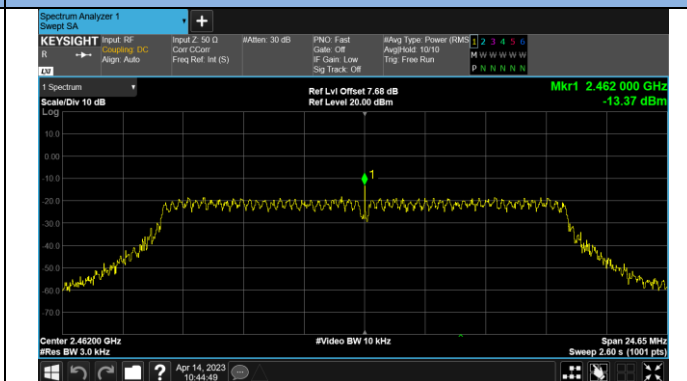 Spectrum Analyzer 1
Swept SA
+
KEYSIGHT
R
LXI
Input: RF
Coupling: DC
Align: Auto
Input Z: 50 Ω
Corr CCorr
Freq Ref: Int (S)
#Atten: 30 dB
PNO: Fast
Gate: Off
IF Gain: Low
Sig Track: Off
#Avg Type: Power (RMS
Avg|Hold: 10/10
Trig: Free Run
1 2 3 4 5 6
M W W W W W
P N N N N N
1 Spectrum
Scale/Div 10 dB
Ref Lvl Offset 7.68 dB
Ref Level 20.00 dBm
Mkr1 2.462 000 GHz
-13.37 dBm
Log
10.0
0.00
-10.0
-20.0
-30.0
-40.0
-50.0
-60.0
-70.0
1
Center 2.46200 GHz
#Res BW 3.0 kHz
#Video BW 10 kHz
Span 24.65 MHz
Sweep 2.60 s (1001 pts)
?
Apr 14, 2023
10:44:49